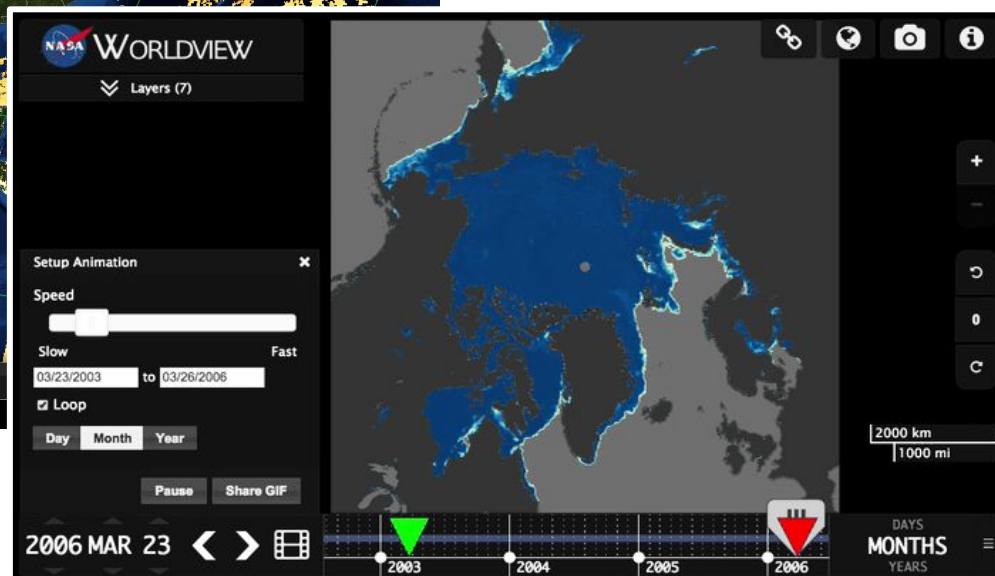 NASA WORLDVIEW
Layers (7)
Setup Animation
Speed
Slow Fast
03/23/2003 to 03/26/2006
Loop
Day Month Year
Pause Share GIF
0
2000 km
1000 mi
2006 MAR 23
2003 2004 2005 2006
DAYS
MONTHS
YEARS